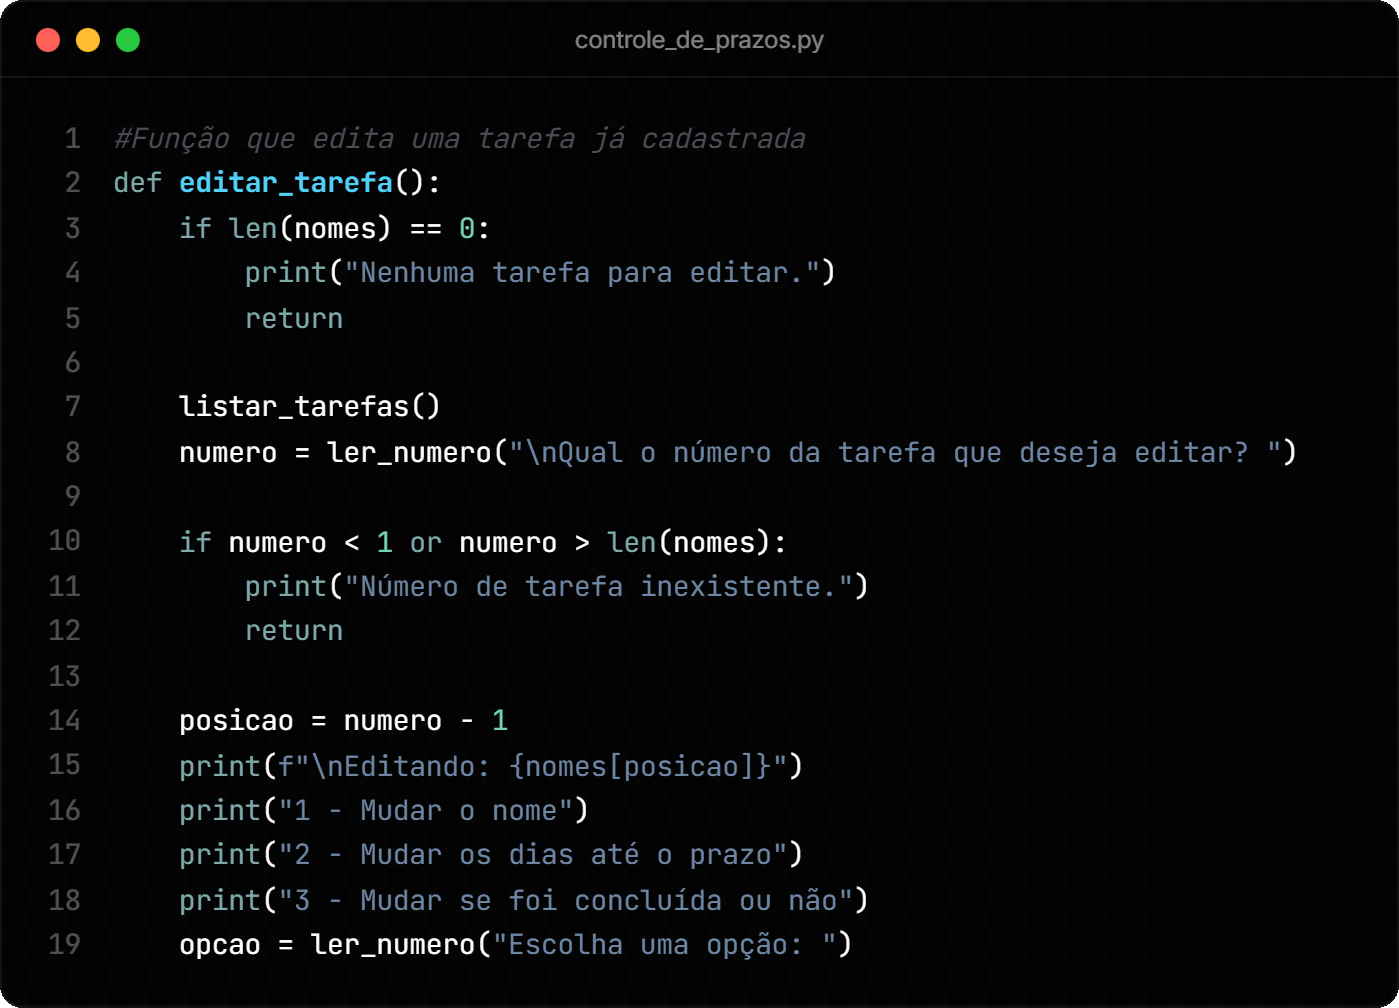 controle_de_prazos.py
1 #Função que edita uma tarefa já cadastrada
2 def editar_tarefa():
3     if len(nomes) == 0:
4         print("Nenhuma tarefa para editar.")
5         return
6
7     listar_tarefas()
8     numero = ler_numero("\nQual o número da tarefa que deseja editar? ")
9
10     if numero < 1 or numero > len(nomes):
11         print("Número de tarefa inexistente.")
12         return
13
14     posicao = numero - 1
15     print(f"\nEditando: {nomes[posicao]}")
16     print("1 - Mudar o nome")
17     print("2 - Mudar os dias até o prazo")
18     print("3 - Mudar se foi concluída ou não")
19     opcao = ler_numero("Escolha uma opção: ")